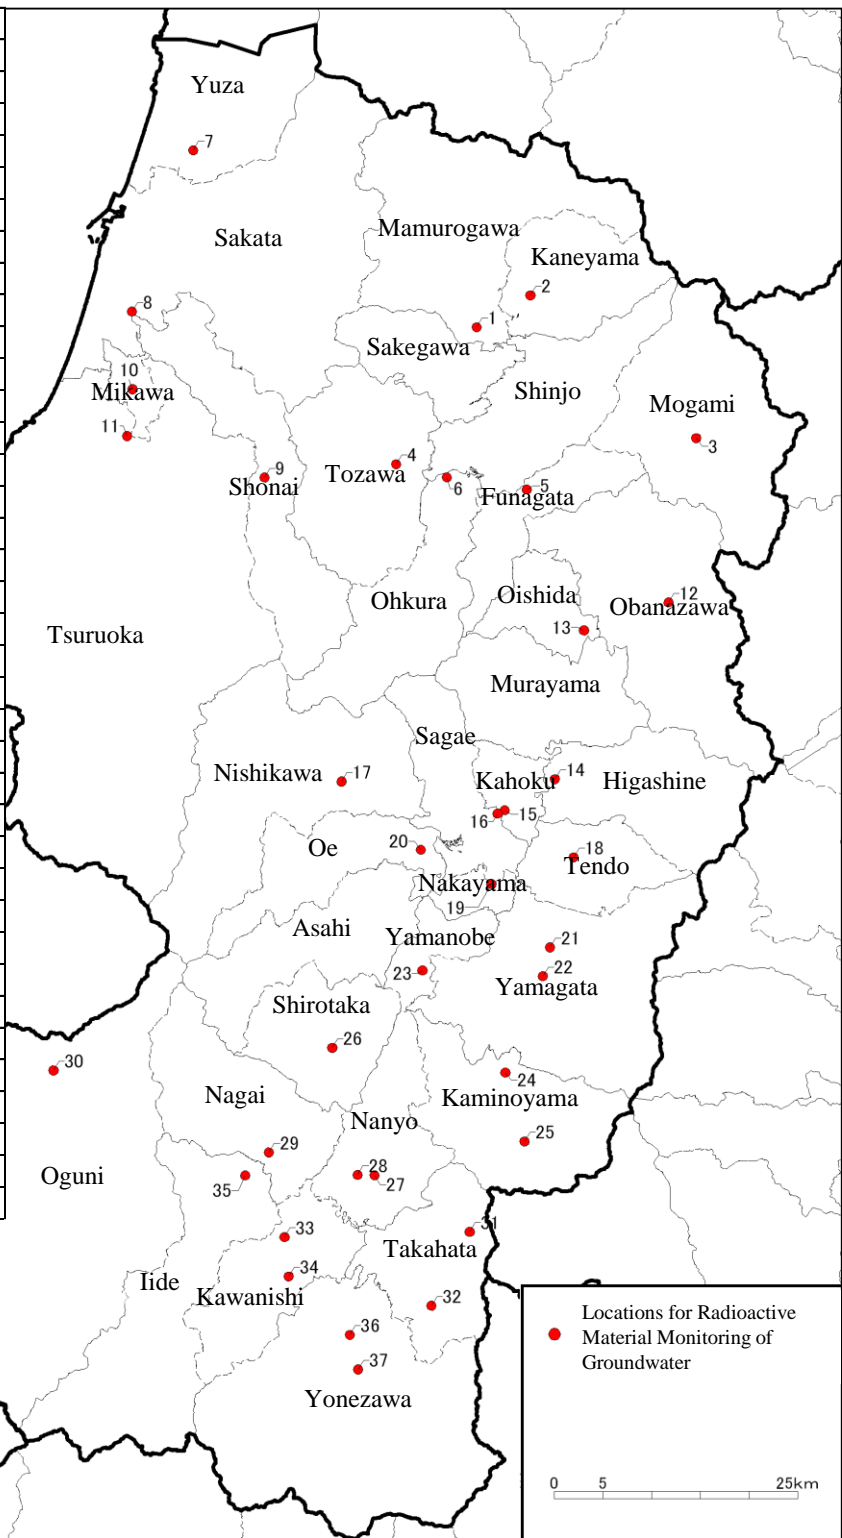 Yuza
7
Sakata
Mamurogawa
Kaneyama
2
8
1
Sakegawa
10
Mikawa
Shinjo
Mogami
11
3
4
9
Tozawa
Shonai
6
5
Funagata
Ohkura
Oishida
12
Obanazawa
13
Tsuruoka
Murayama
Sagae
Nishikawa
17
Kahoku
14
Higashine
16
15
Oe
20
18
Tendo
Nakayama
19
Asahi
Yamanobe
21
23
22
Yamagata
Shirotaka
26
30
24
Nagai
Kaminoyama
Nanyo
25
29
28
27
Oguni
35
33
31
Takahata
34
Iide
Kawanishi
32
36
37
Yonezawa
Locations for Radioactive
Material Monitoring of
Groundwater
0 5 25km